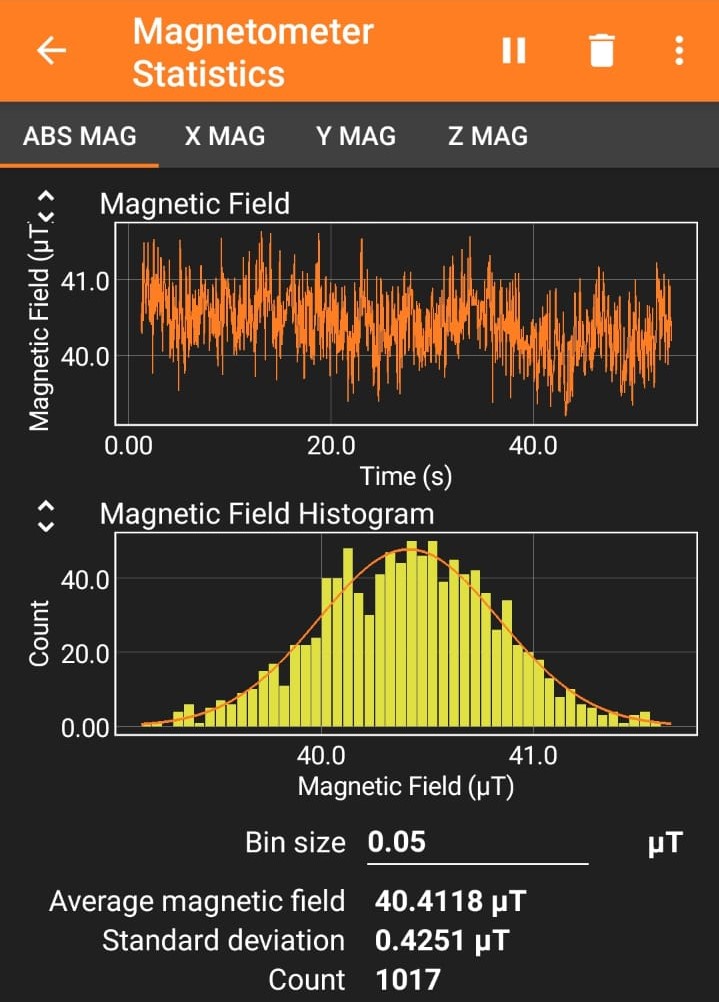 Magnetometer
Statistics
ABS MAG X MAG Y MAG Z MAG
Magnetic Field
Magnetic Field (µT)
41.0
40.0
0.00 20.0 40.0
Time (s)
Magnetic Field Histogram
Count
40.0
20.0
0.00
40.0 41.0
Magnetic Field (µT)
Bin size 0.05 µT
Average magnetic field 40.4118 µT
Standard deviation 0.4251 µT
Count 1017